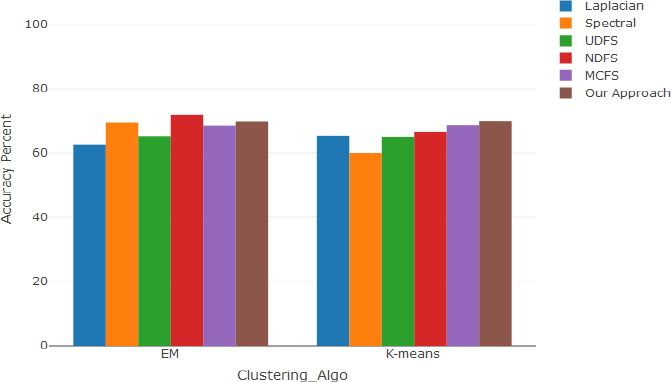 Laplacian
Spectral
UDFS
NDFS
MCFS
Our Approach
100
80
60
40
20
0
Accuracy Percent
EM
K-means
Clustering_Algo